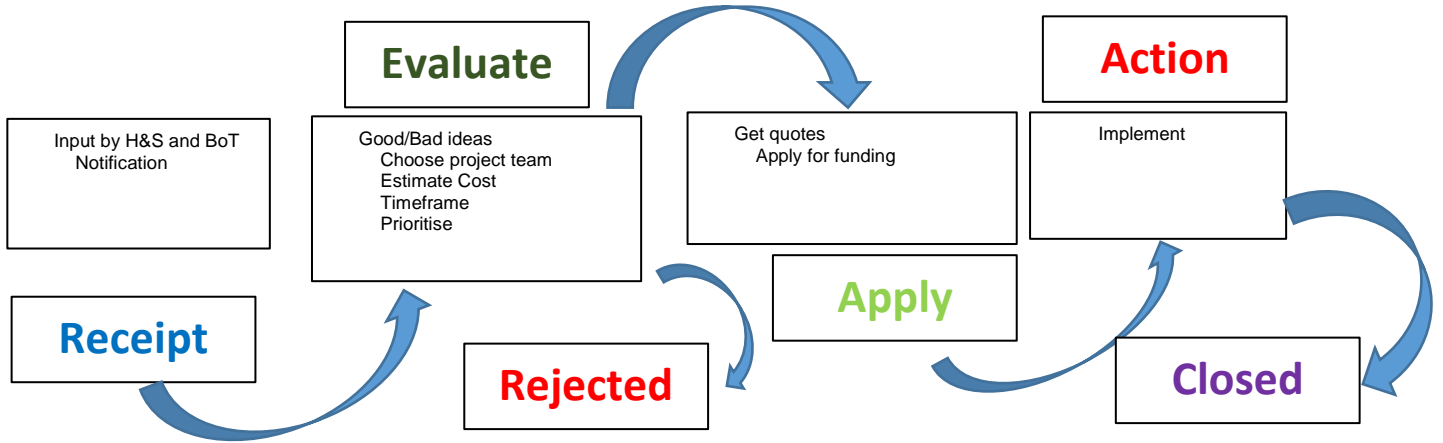 Input by H&S and BoT
Notification
Receipt
Evaluate
Good/Bad ideas
Choose project team
Estimate Cost
Timeframe
Prioritise
Rejected
Get quotes
Apply for funding
Apply
Action
Implement
Closed